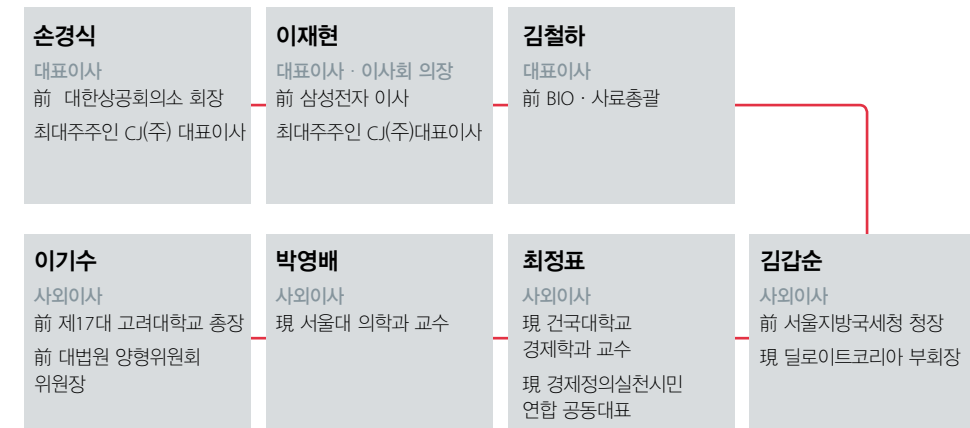 손경식
대표이사
前 대한상공회의소 회장
최대주주인 CJ(주) 대표이사
이재현
대표이사 · 이사회 의장
前 삼성전자 이사
최대주주인 CJ(주)대표이사
김철하
대표이사
前 BIO · 사료총괄
이기수
사외이사
前 제17대 고려대학교 총장
前 대법원 양형위원회
위원장
박영배
사외이사
現 서울대 의학과 교수
최정표
사외이사
現 건국대학교
경제학과 교수
現 경제정의실천시민
연합 공동대표
김갑순
사외이사
前 서울지방국세청 청장
現 딜로이트코리아 부회장